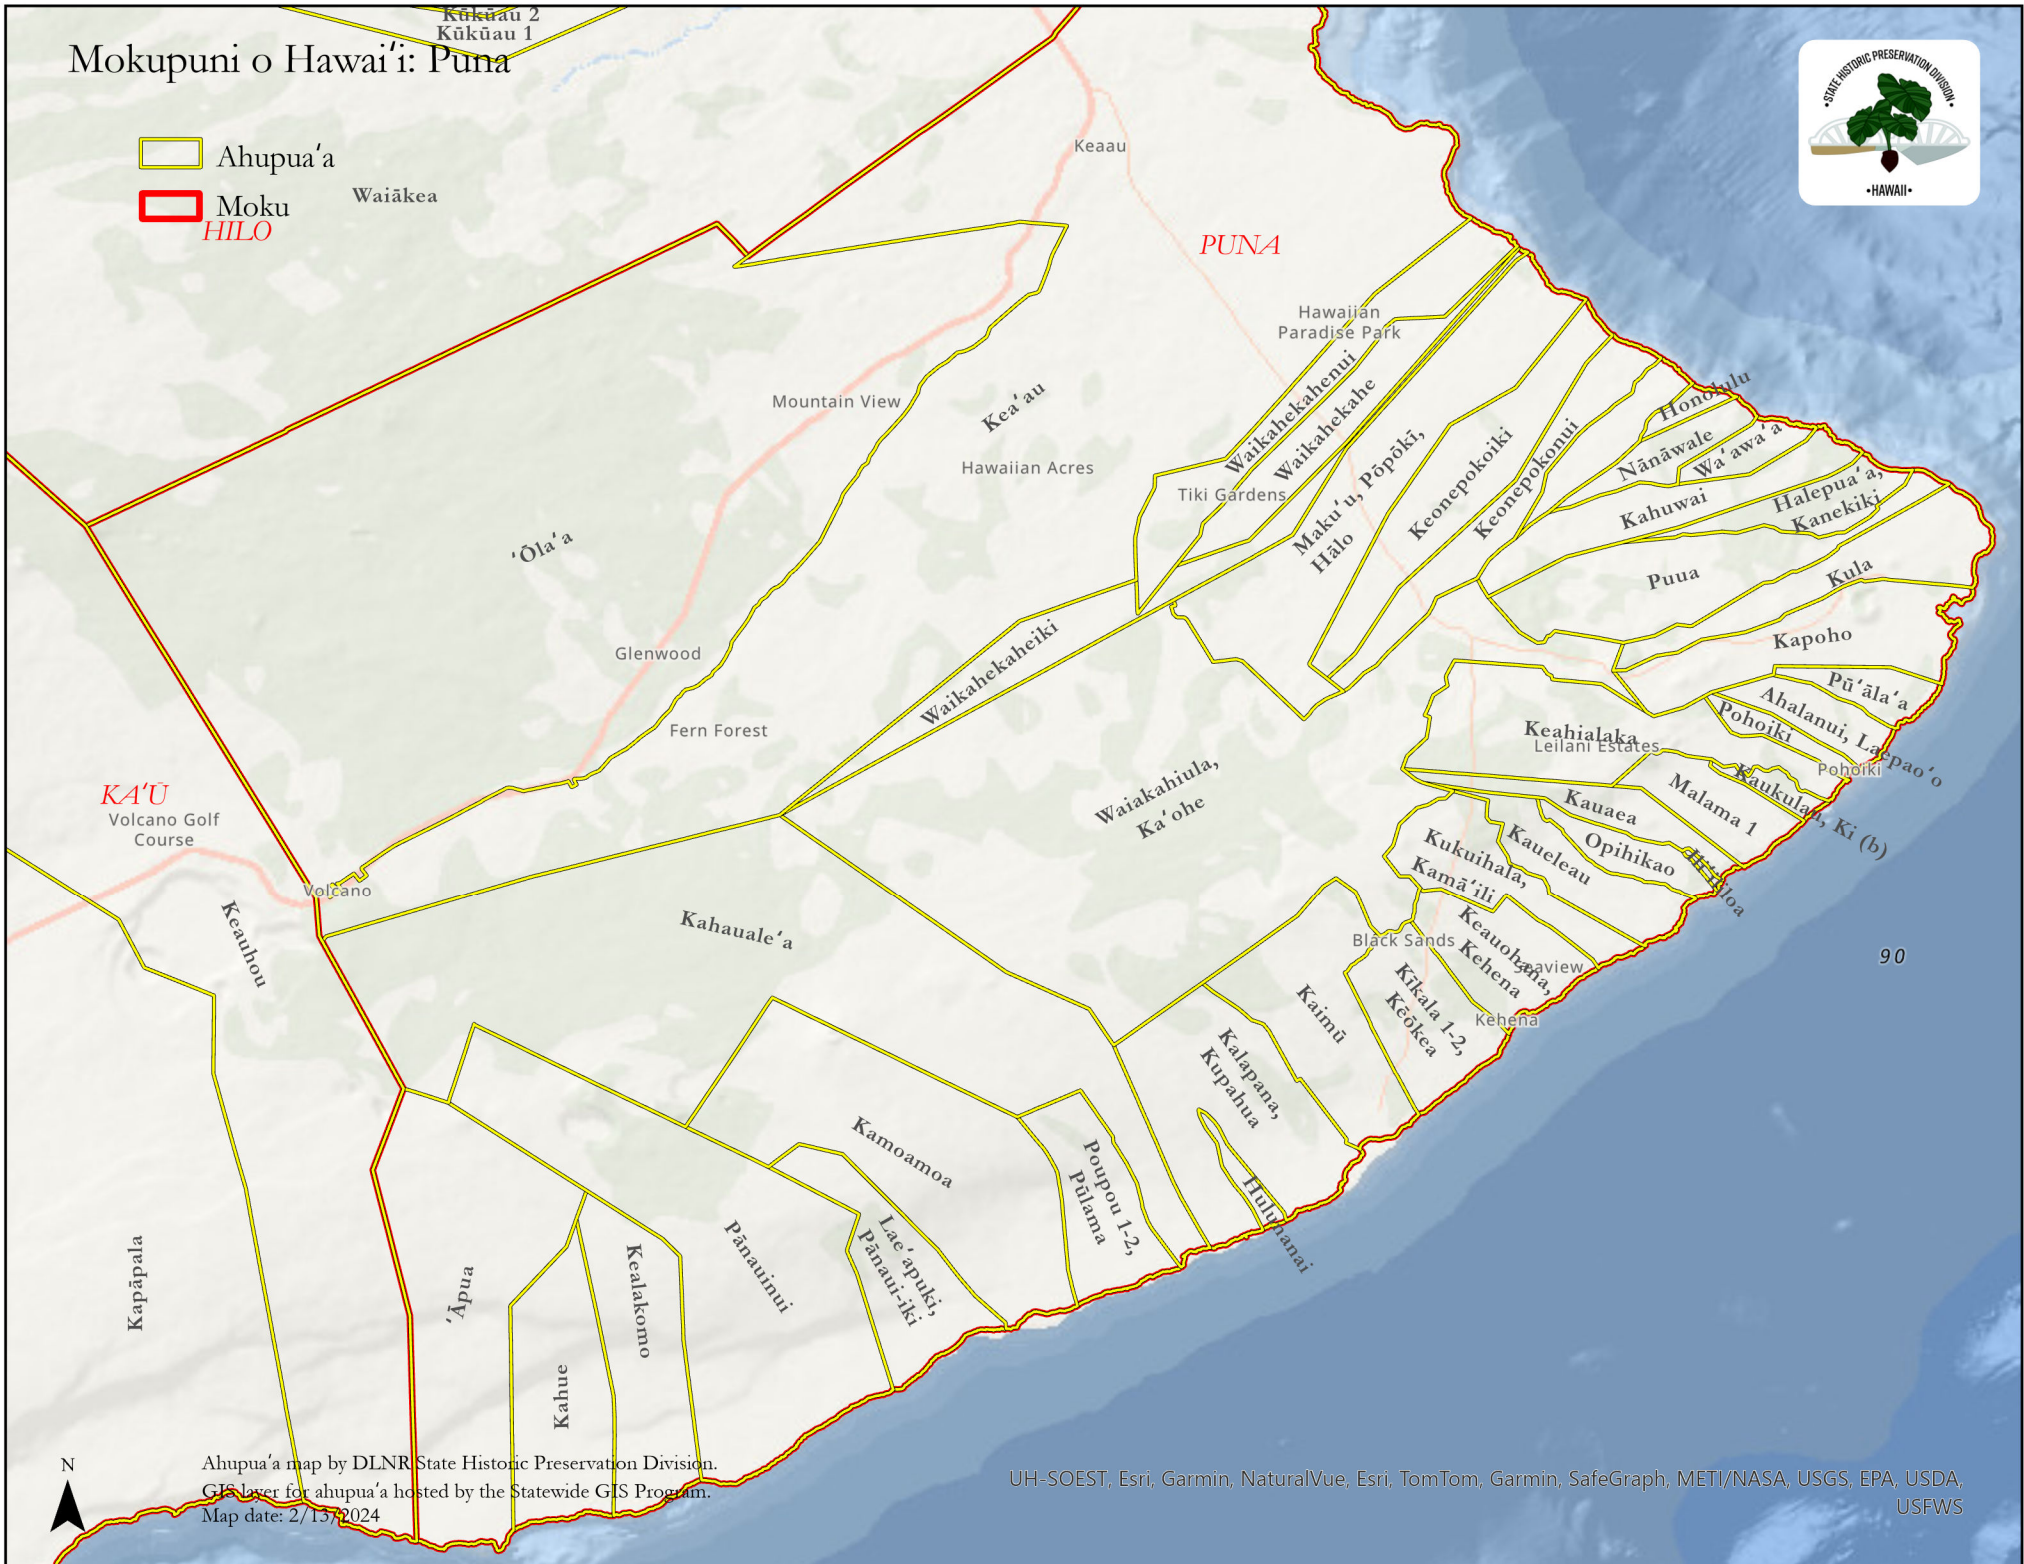 Kūkūau 2
Kūkūau 1
Mokupuni o Hawaiʻi: Puna
Ahupuaʻa
Moku
Waiākea
HILO
•STATE HISTORIC PRESERVATION DIVISION•
•HAWAII•
Keaau
PUNA
Hawaiian
Paradise Park
Mountain View
Keaʻau
Hawaiian Acres
Waikahekahenui
Waikahekahe
Tiki Gardens
Makuʻu, Pōpōkī,
Hālo
Keonepokoiki
Keonepokonui
Honolulu
Nānāwale
Waʻawaʻa
Kahuwai
Halepuaʻa,
Kanekiki
Puua
Kula
Kapoho
Pūʻālaʻa
Ahalanui, Laepaoʻo
Pohoiki
Pohoiki
Keahialaka
Leilani Estates
ʻŌlaʻa
Glenwood
Fern Forest
Waikahekaheiki
Waiakahiula,
Kaʻohe
Malama 1
Kaukulau, Ki (b)
Kauaea
Opihikao
Kaueleau
Kukuihala,
Kamāʻili
Keauohana,
Kehena
Seaview
Black Sands
Kehena
Kīkala 1-2,
Kēōkea
Kaimū
Kalapana,
Kupahua
Hulunanai
KAʻŪ
Volcano Golf
Course
Volcano
Keauhou
Kahaualeʻa
Kamoamoa
Poupou 1-2,
Pūlama
Laeʻapuki,
Pānaui-iki
Pānauinui
Kealakomo
Kahue
ʻĀpua
Kapāpala
90
N
Ahupuaʻa map by DLNR State Historic Preservation Division.
GIS layer for ahupuaʻa hosted by the Statewide GIS Program.
Map date: 2/13/2024
UH-SOEST, Esri, Garmin, NaturalVue, Esri, TomTom, Garmin, SafeGraph, METI/NASA, USGS, EPA, USDA,
USFWS